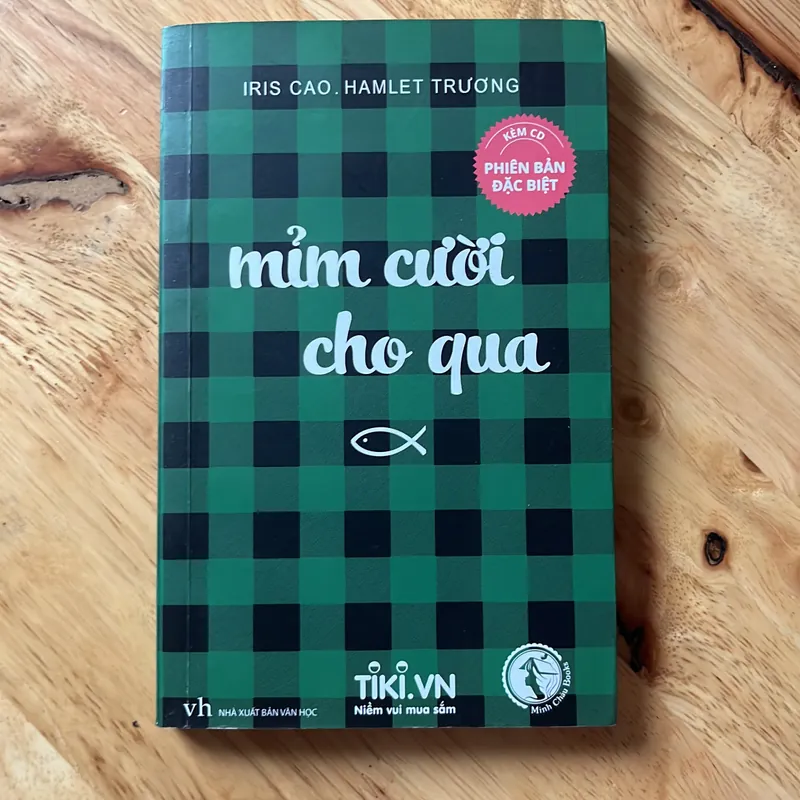 IRIS CAO. HAMLET TRƯƠNG
KÈM CD
PHIÊN BẢN
ĐẶC BIỆT
mỉm cười
cho qua
TIKI.VN
Niềm vui mua sắm
vh NHÀ XUẤT BẢN VĂN HỌC
Minh Châu Books